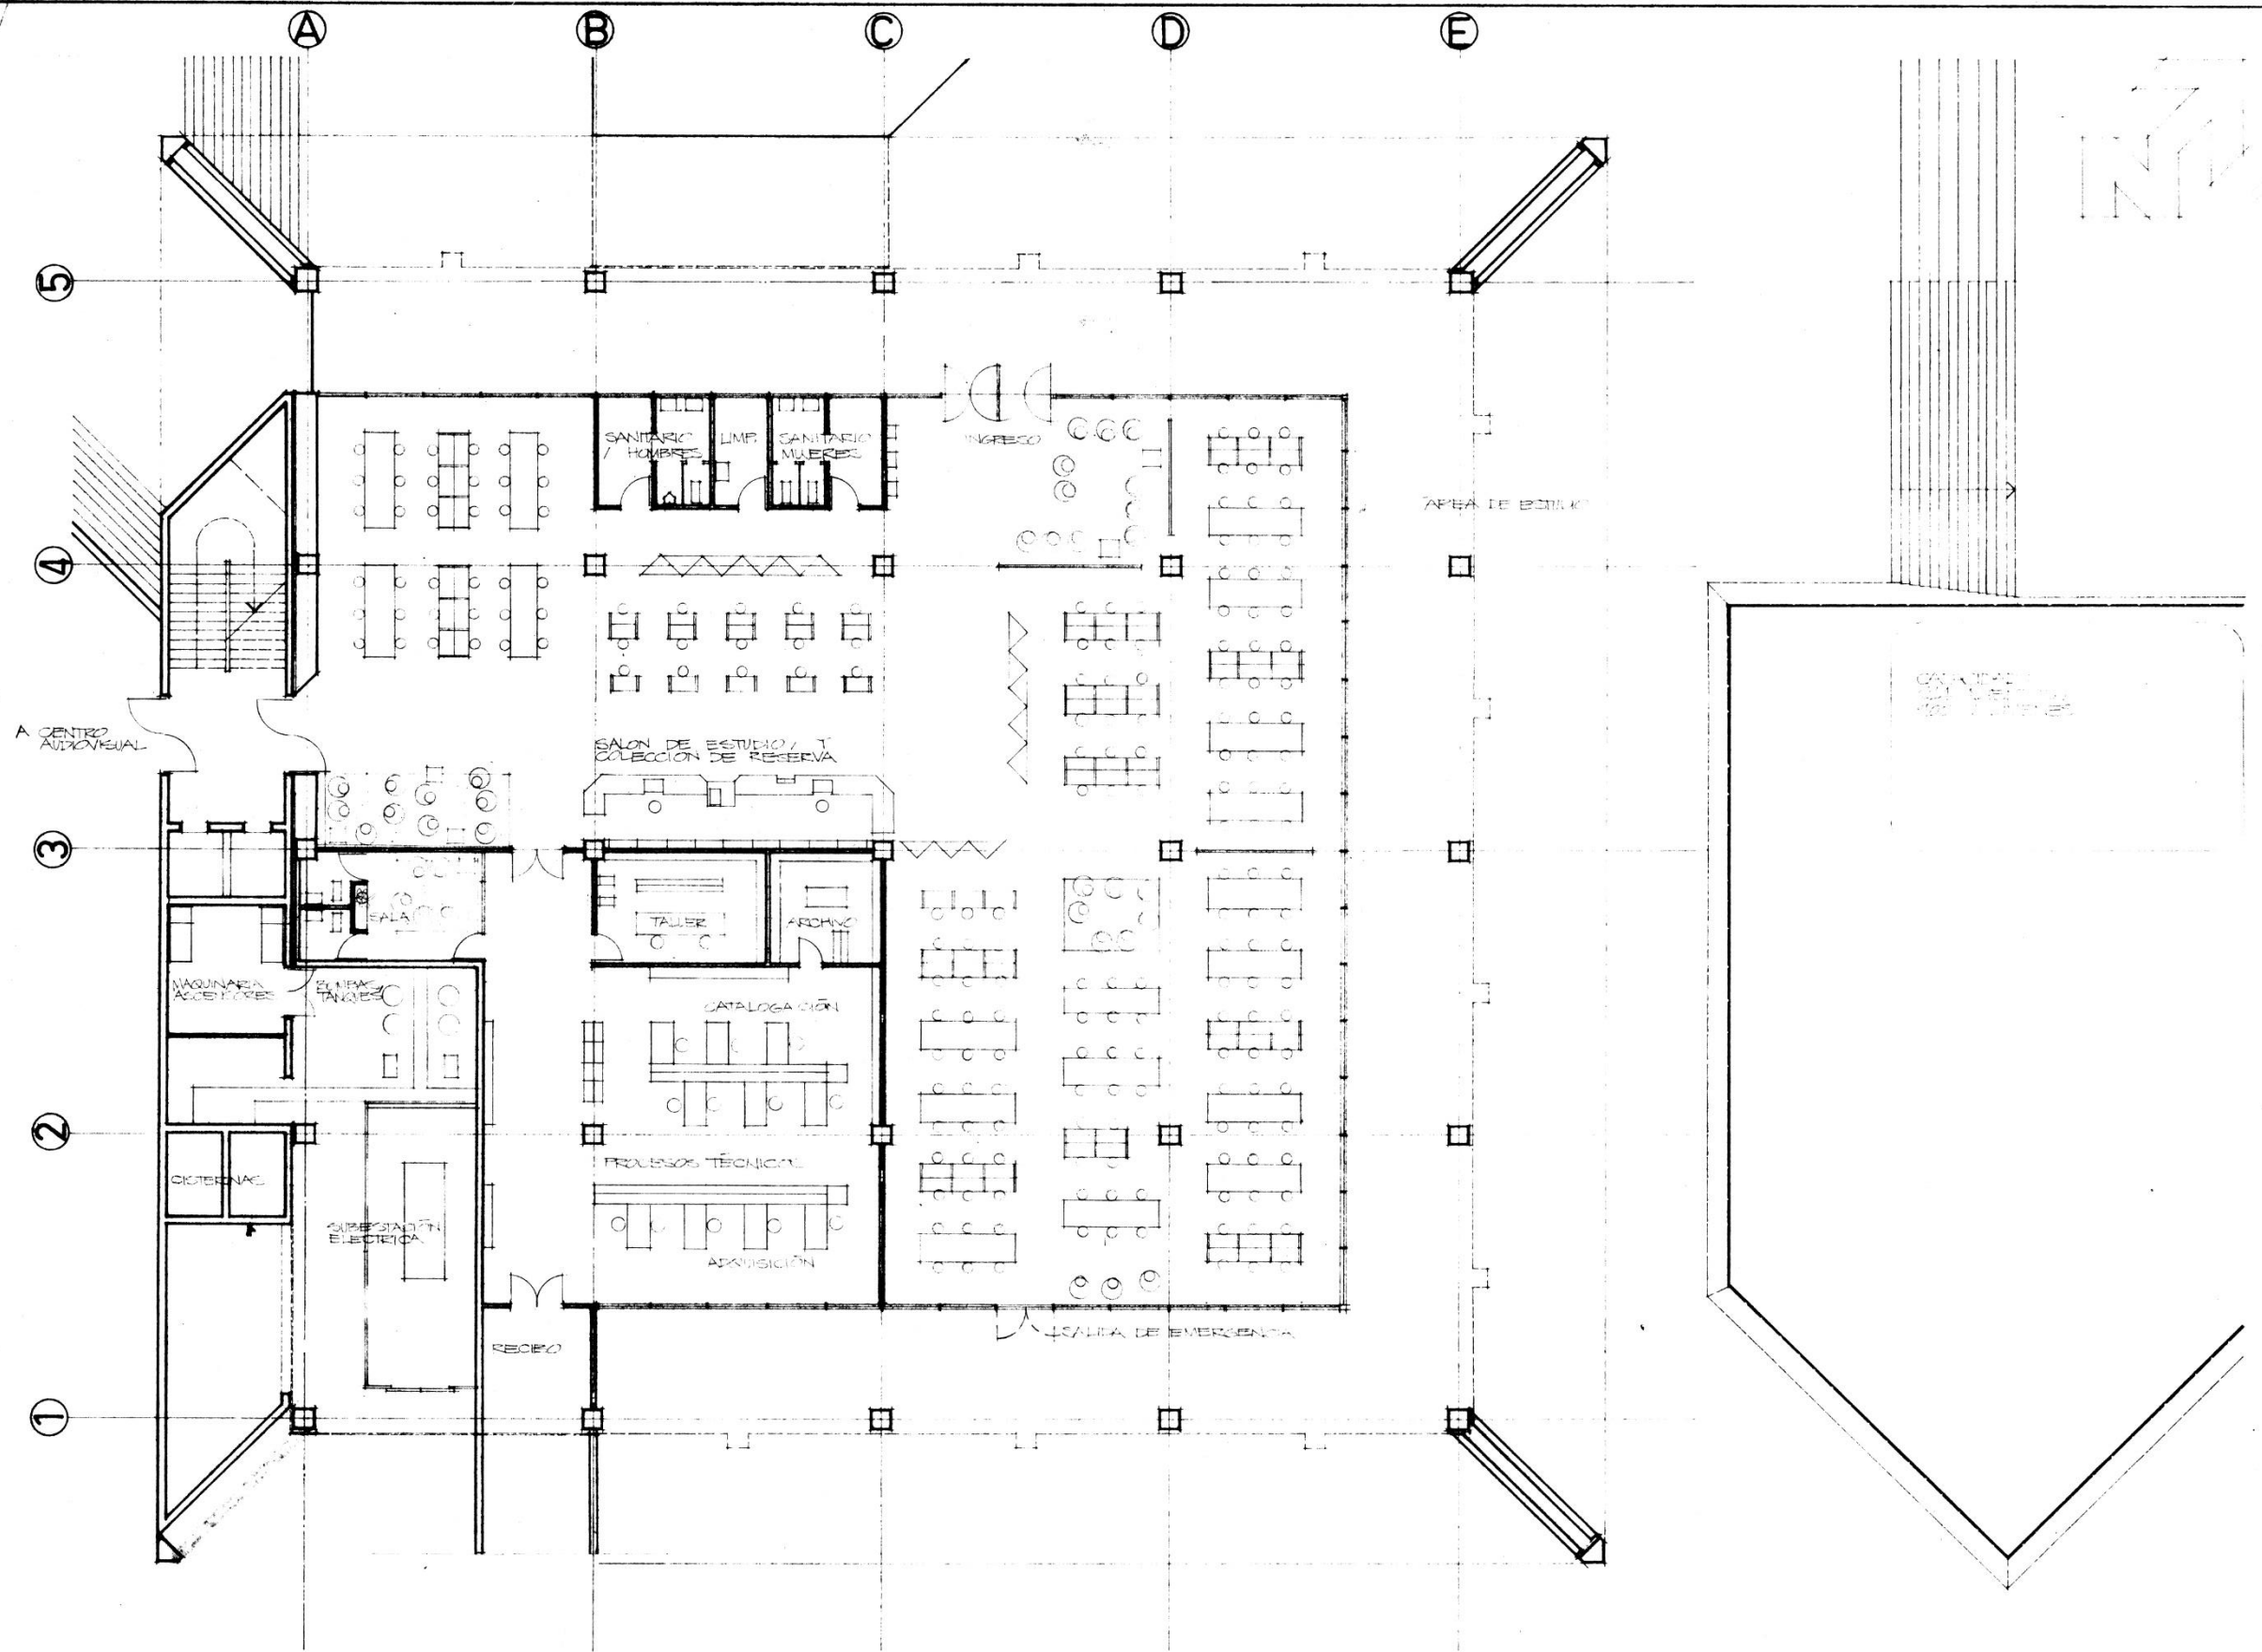 A
B
C
D
E
5
4
3
2
1
N
SANITARIO
/ HOMBRES
LIMP.
SANITARIO
MUJERES
INGRESO
AREA DE
A CENTRO
AUDIOVISUAL
SALON DE ESTUDIO / Y
COLECCION DE RESERVA
SALA
TALLER
ARCHIVO
MAQUINARIA
ASCENSORES
BOMBAS,
TANQUES
CATALOGACIÓN
PROCESOS TÉCNICOS
CISTERNAS
SUBESTACIÓN
ELECTRICA
ADQUISICIÓN
RECIBO
SALIDA DE EMERGENCIA